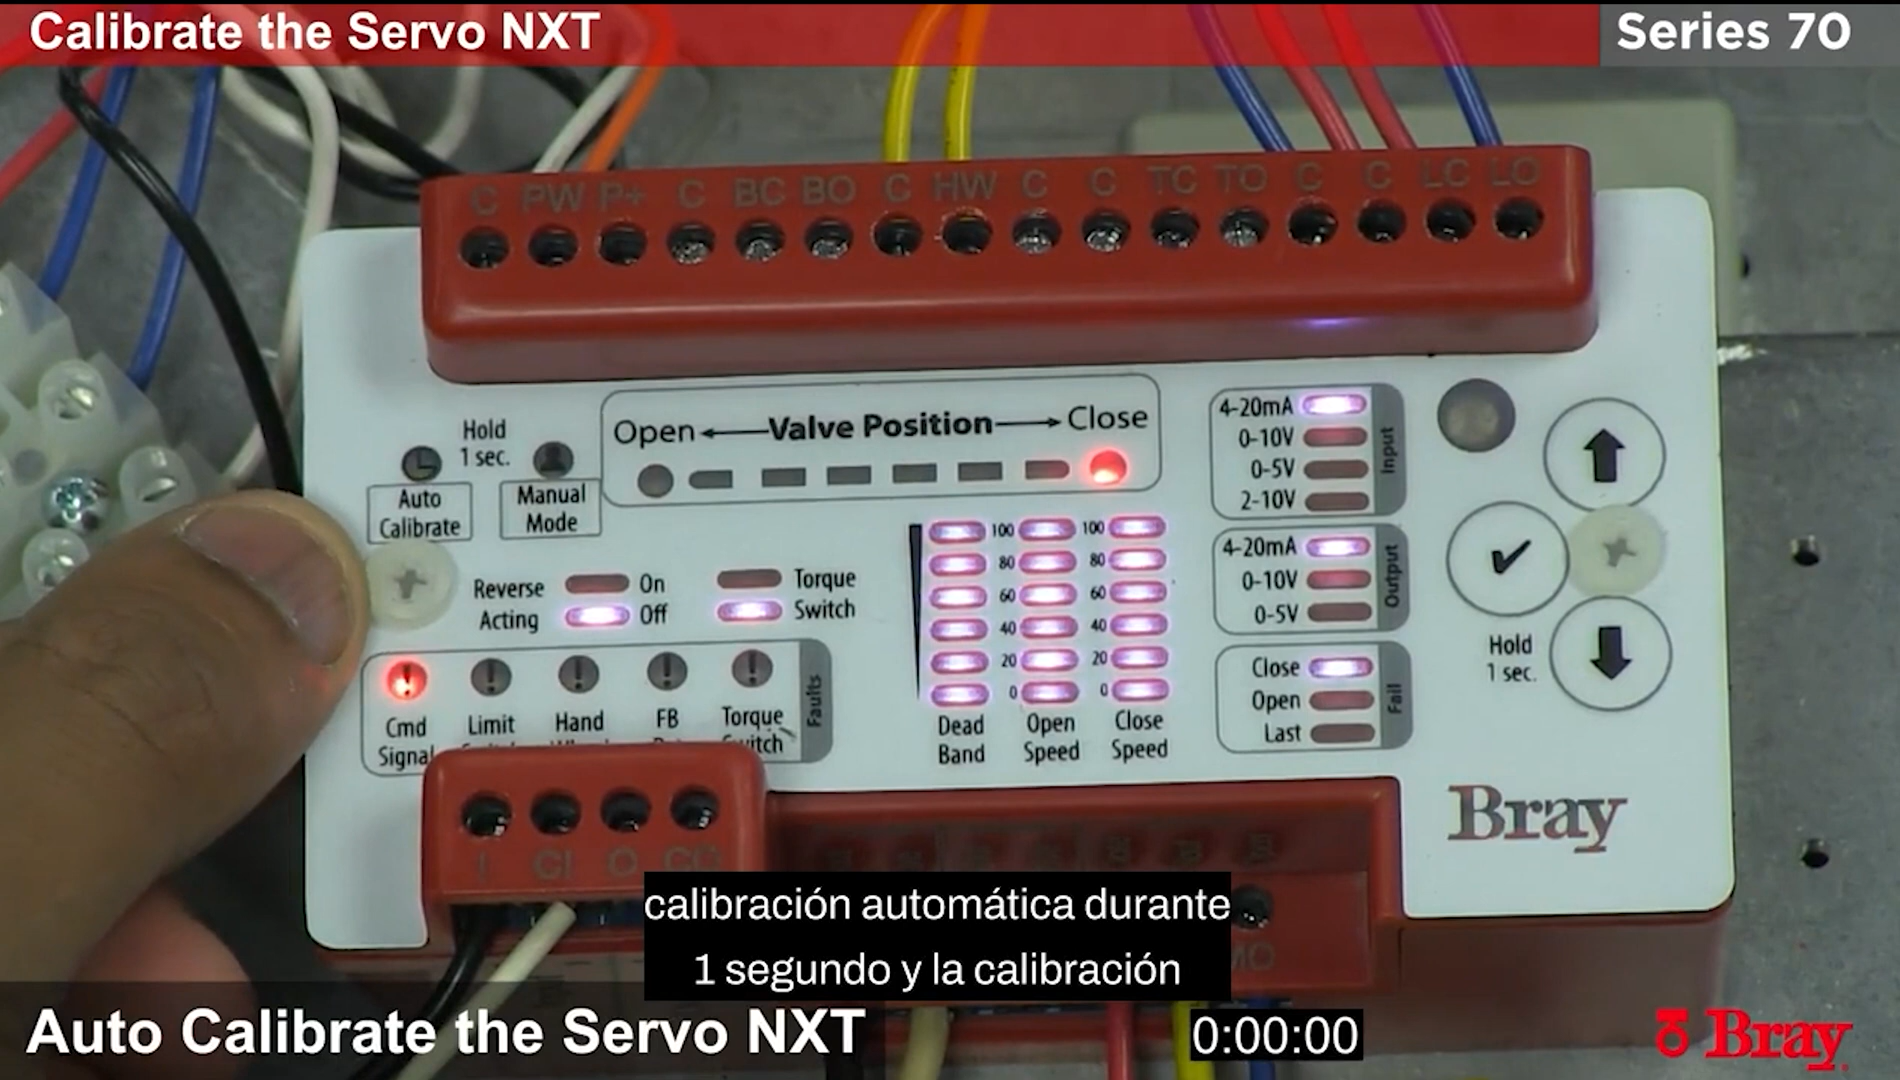 Calibrate the Servo NXT
Series 70
C PW P+ C BC BO C HW C C TC TO C C LC LO
Hold
1 sec.
Auto
Calibrate
Manual
Mode
Open Valve Position Close
4-20mA
0-10V
0-5V
2-10V
Input
Reverse
Acting
On
Off
Torque
Switch
100 100
80 80
60 60
40 40
20 20
0 0
Dead
Band
Open
Speed
Close
Speed
4-20mA
0-10V
0-5V
Output
Hold
1 sec.
Close
Open
Last
Fail
Cmd
Signal
Limit
Hand
FB
Torque
Switch
Faults
Bray
I CI O CO
calibración automática durante
1 segundo y la calibración
MO
Auto Calibrate the Servo NXT
0:00:00
Bray